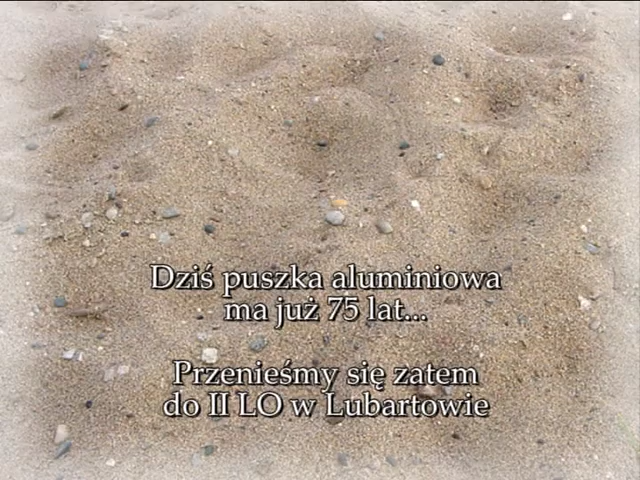 Dziś puszka aluminiowa
ma już 75 lat...
Przenieśmy się zatem
do II LO w Lubartowie